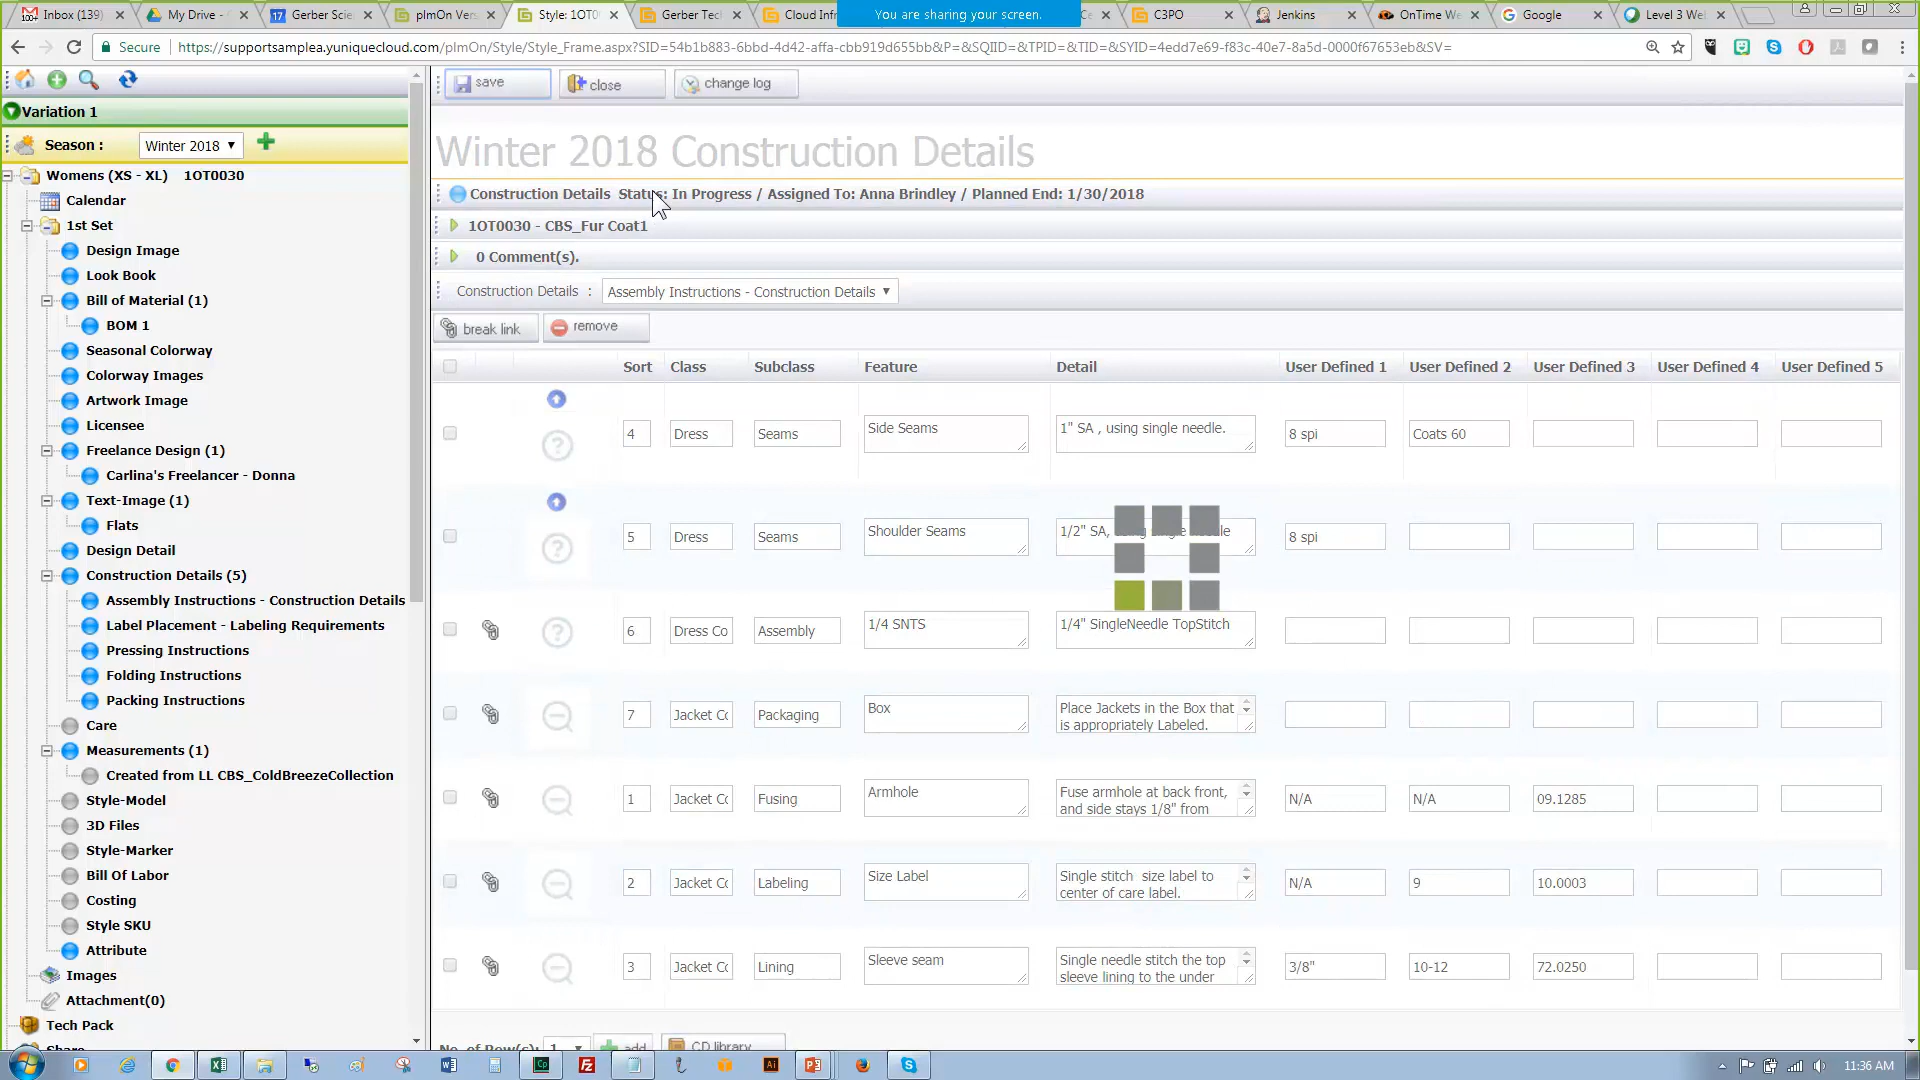 Inbox (139)
My Drive -
Gerber Scie
plmOn Ver
Style: 1OT0
Gerber Tec
Cloud Infr
You are sharing your screen.
C3PO
Jenkins
OnTime We
Google
Level 3 We
Secure
https://supportsamplea.yuniquecloud.com/plmOn/Style/Style_Frame.aspx?SID=54b1b883-6bbd-4d42-affa-cbb919d655bb&P=&SQIID=&TPID=&TID=&SYID=4edd7e69-f83c-40e7-8a5d-0000f67653eb&SV=
Variation 1
Season :
Winter 2018
Womens (XS - XL) 1OT0030
Calendar
1st Set
Design Image
Look Book
Bill of Material (1)
BOM 1
Seasonal Colorway
Colorway Images
Artwork Image
Licensee
Freelance Design (1)
Carlina's Freelancer - Donna
Text-Image (1)
Flats
Design Detail
Construction Details (5)
Assembly Instructions - Construction Details
Label Placement - Labeling Requirements
Pressing Instructions
Folding Instructions
Packing Instructions
Care
Measurements (1)
Created from LL CBS_ColdBreezeCollection
Style-Model
3D Files
Style-Marker
Bill Of Labor
Costing
Style SKU
Attribute
Images
Attachment(0)
Tech Pack
save
close
change log
Winter 2018 Construction Details
Construction Details Status: In Progress / Assigned To: Anna Brindley / Planned End: 1/30/2018
1OT0030 - CBS_Fur Coat1
0 Comment(s).
Construction Details : Assembly Instructions - Construction Details
break link
remove
Sort Class Subclass Feature Detail User Defined 1 User Defined 2 User Defined 3 User Defined 4 User Defined 5
4 Dress Seams Side Seams 1" SA , using single needle. 8 spi Coats 60
5 Dress Seams Shoulder Seams 1/2" SA, using single needle 8 spi
6 Dress Co Assembly 1/4 SNTS 1/4" SingleNeedle TopStitch
7 Jacket Cc Packaging Box Place Jackets in the Box that
is appropriately Labeled.
1 Jacket Cc Fusing Armhole Fuse armhole at back front,
and side stays 1/8" from
N/A N/A 09.1285
2 Jacket Cc Labeling Size Label Single stitch size label to
center of care label.
N/A 9 10.0003
3 Jacket Cc Lining Sleeve seam Single needle stitch the top
sleeve lining to the under
3/8" 10-12 72.0250
No. of Row(s): 1
add
CD library
11:36 AM